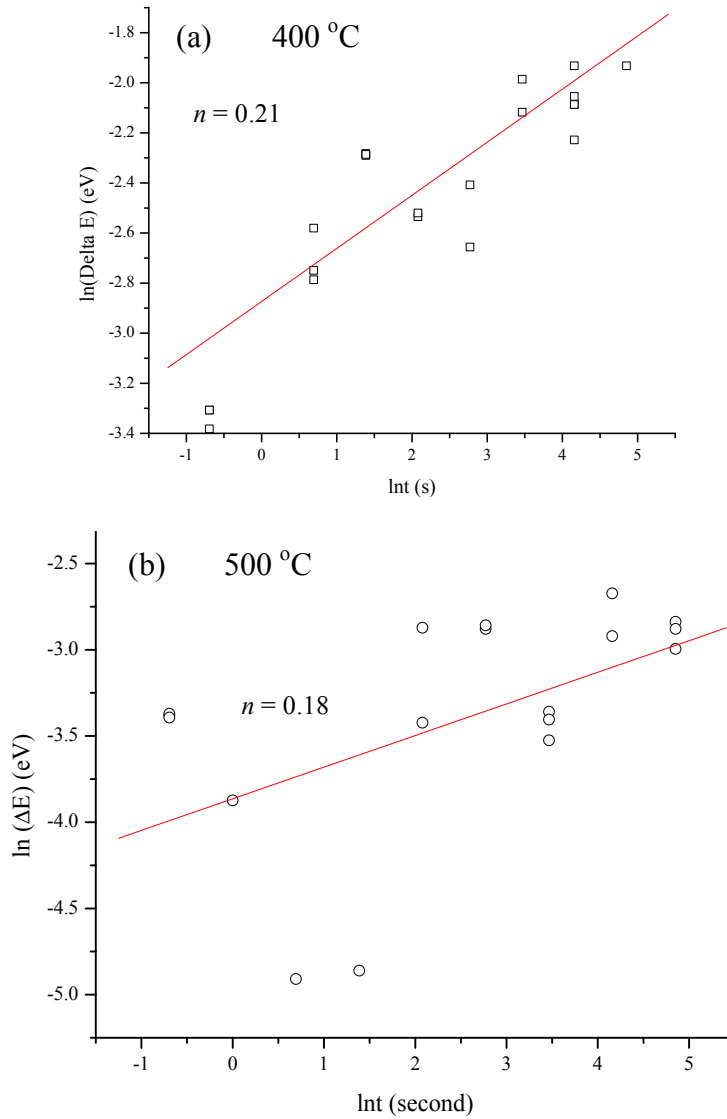 (a) 400 °C
n = 0.21
ln(Delta E) (eV)
-1.8
-2.0
-2.2
-2.4
-2.6
-2.8
-3.0
-3.2
-3.4
-1 0 1 2 3 4 5
lnt (s)
(b) 500 °C
n = 0.18
ln (ΔE) (eV)
-2.5
-3.0
-3.5
-4.0
-4.5
-5.0
-1 0 1 2 3 4 5
lnt (second)